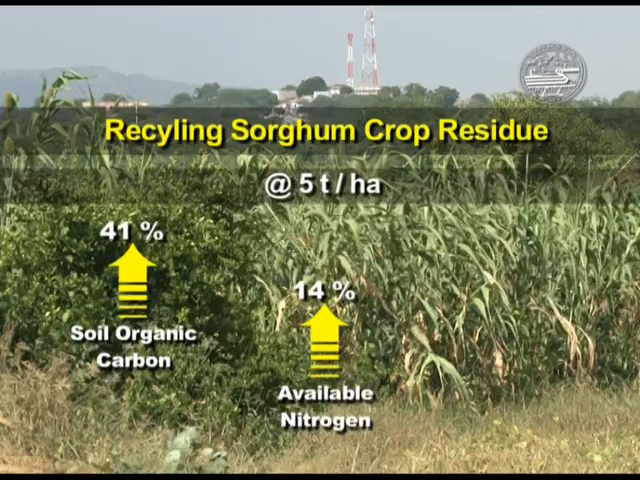 Recyling Sorghum Crop Residue
@ 5 t / ha
41 %
Soil Organic
Carbon
14 %
Available
Nitrogen